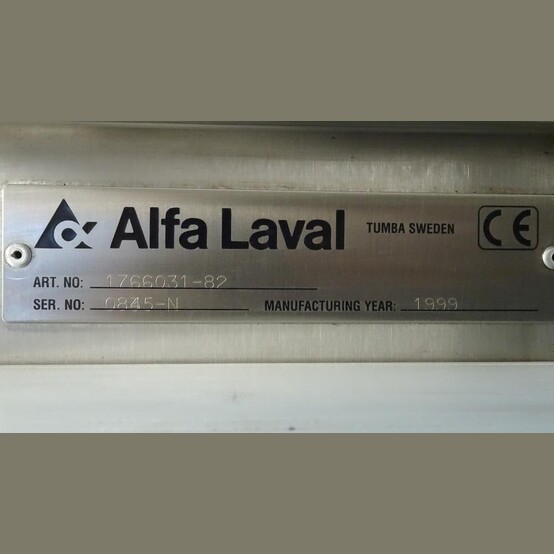 Alfa Laval TUMBA SWEDEN CE
ART. NO: 1766031-82
SER. NO: 0845-N MANUFACTURING YEAR: 1999